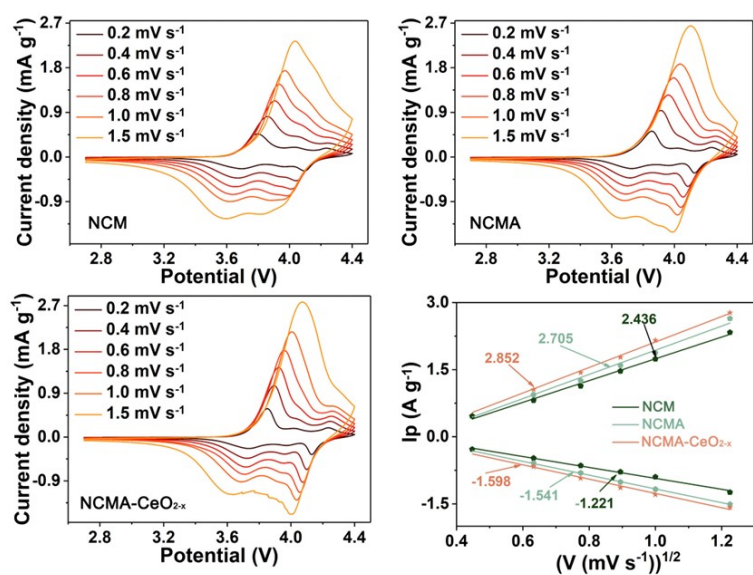 Current density (mA g⁻¹)
2.7
1.8
0.9
0.0
-0.9
0.2 mV s⁻¹
0.4 mV s⁻¹
0.6 mV s⁻¹
0.8 mV s⁻¹
1.0 mV s⁻¹
1.5 mV s⁻¹
NCM
2.8 3.2 3.6 4.0 4.4
Potential (V)
Current density (mA g⁻¹)
2.7
1.8
0.9
0.0
-0.9
0.2 mV s⁻¹
0.4 mV s⁻¹
0.6 mV s⁻¹
0.8 mV s⁻¹
1.0 mV s⁻¹
1.5 mV s⁻¹
NCMA
2.8 3.2 3.6 4.0 4.4
Potential (V)
Current density (mA g⁻¹)
2.7
1.8
0.9
0.0
-0.9
0.2 mV s⁻¹
0.4 mV s⁻¹
0.6 mV s⁻¹
0.8 mV s⁻¹
1.0 mV s⁻¹
1.5 mV s⁻¹
NCMA-CeO₂₋ₓ
2.8 3.2 3.6 4.0 4.4
Potential (V)
Ip (A g⁻¹)
3.0
1.5
0.0
-1.5
2.852
2.705
2.436
NCM
NCMA
NCMA-CeO₂₋ₓ
-1.598
-1.541
-1.221
0.4 0.6 0.8 1.0 1.2
(V (mV s⁻¹))¹/²